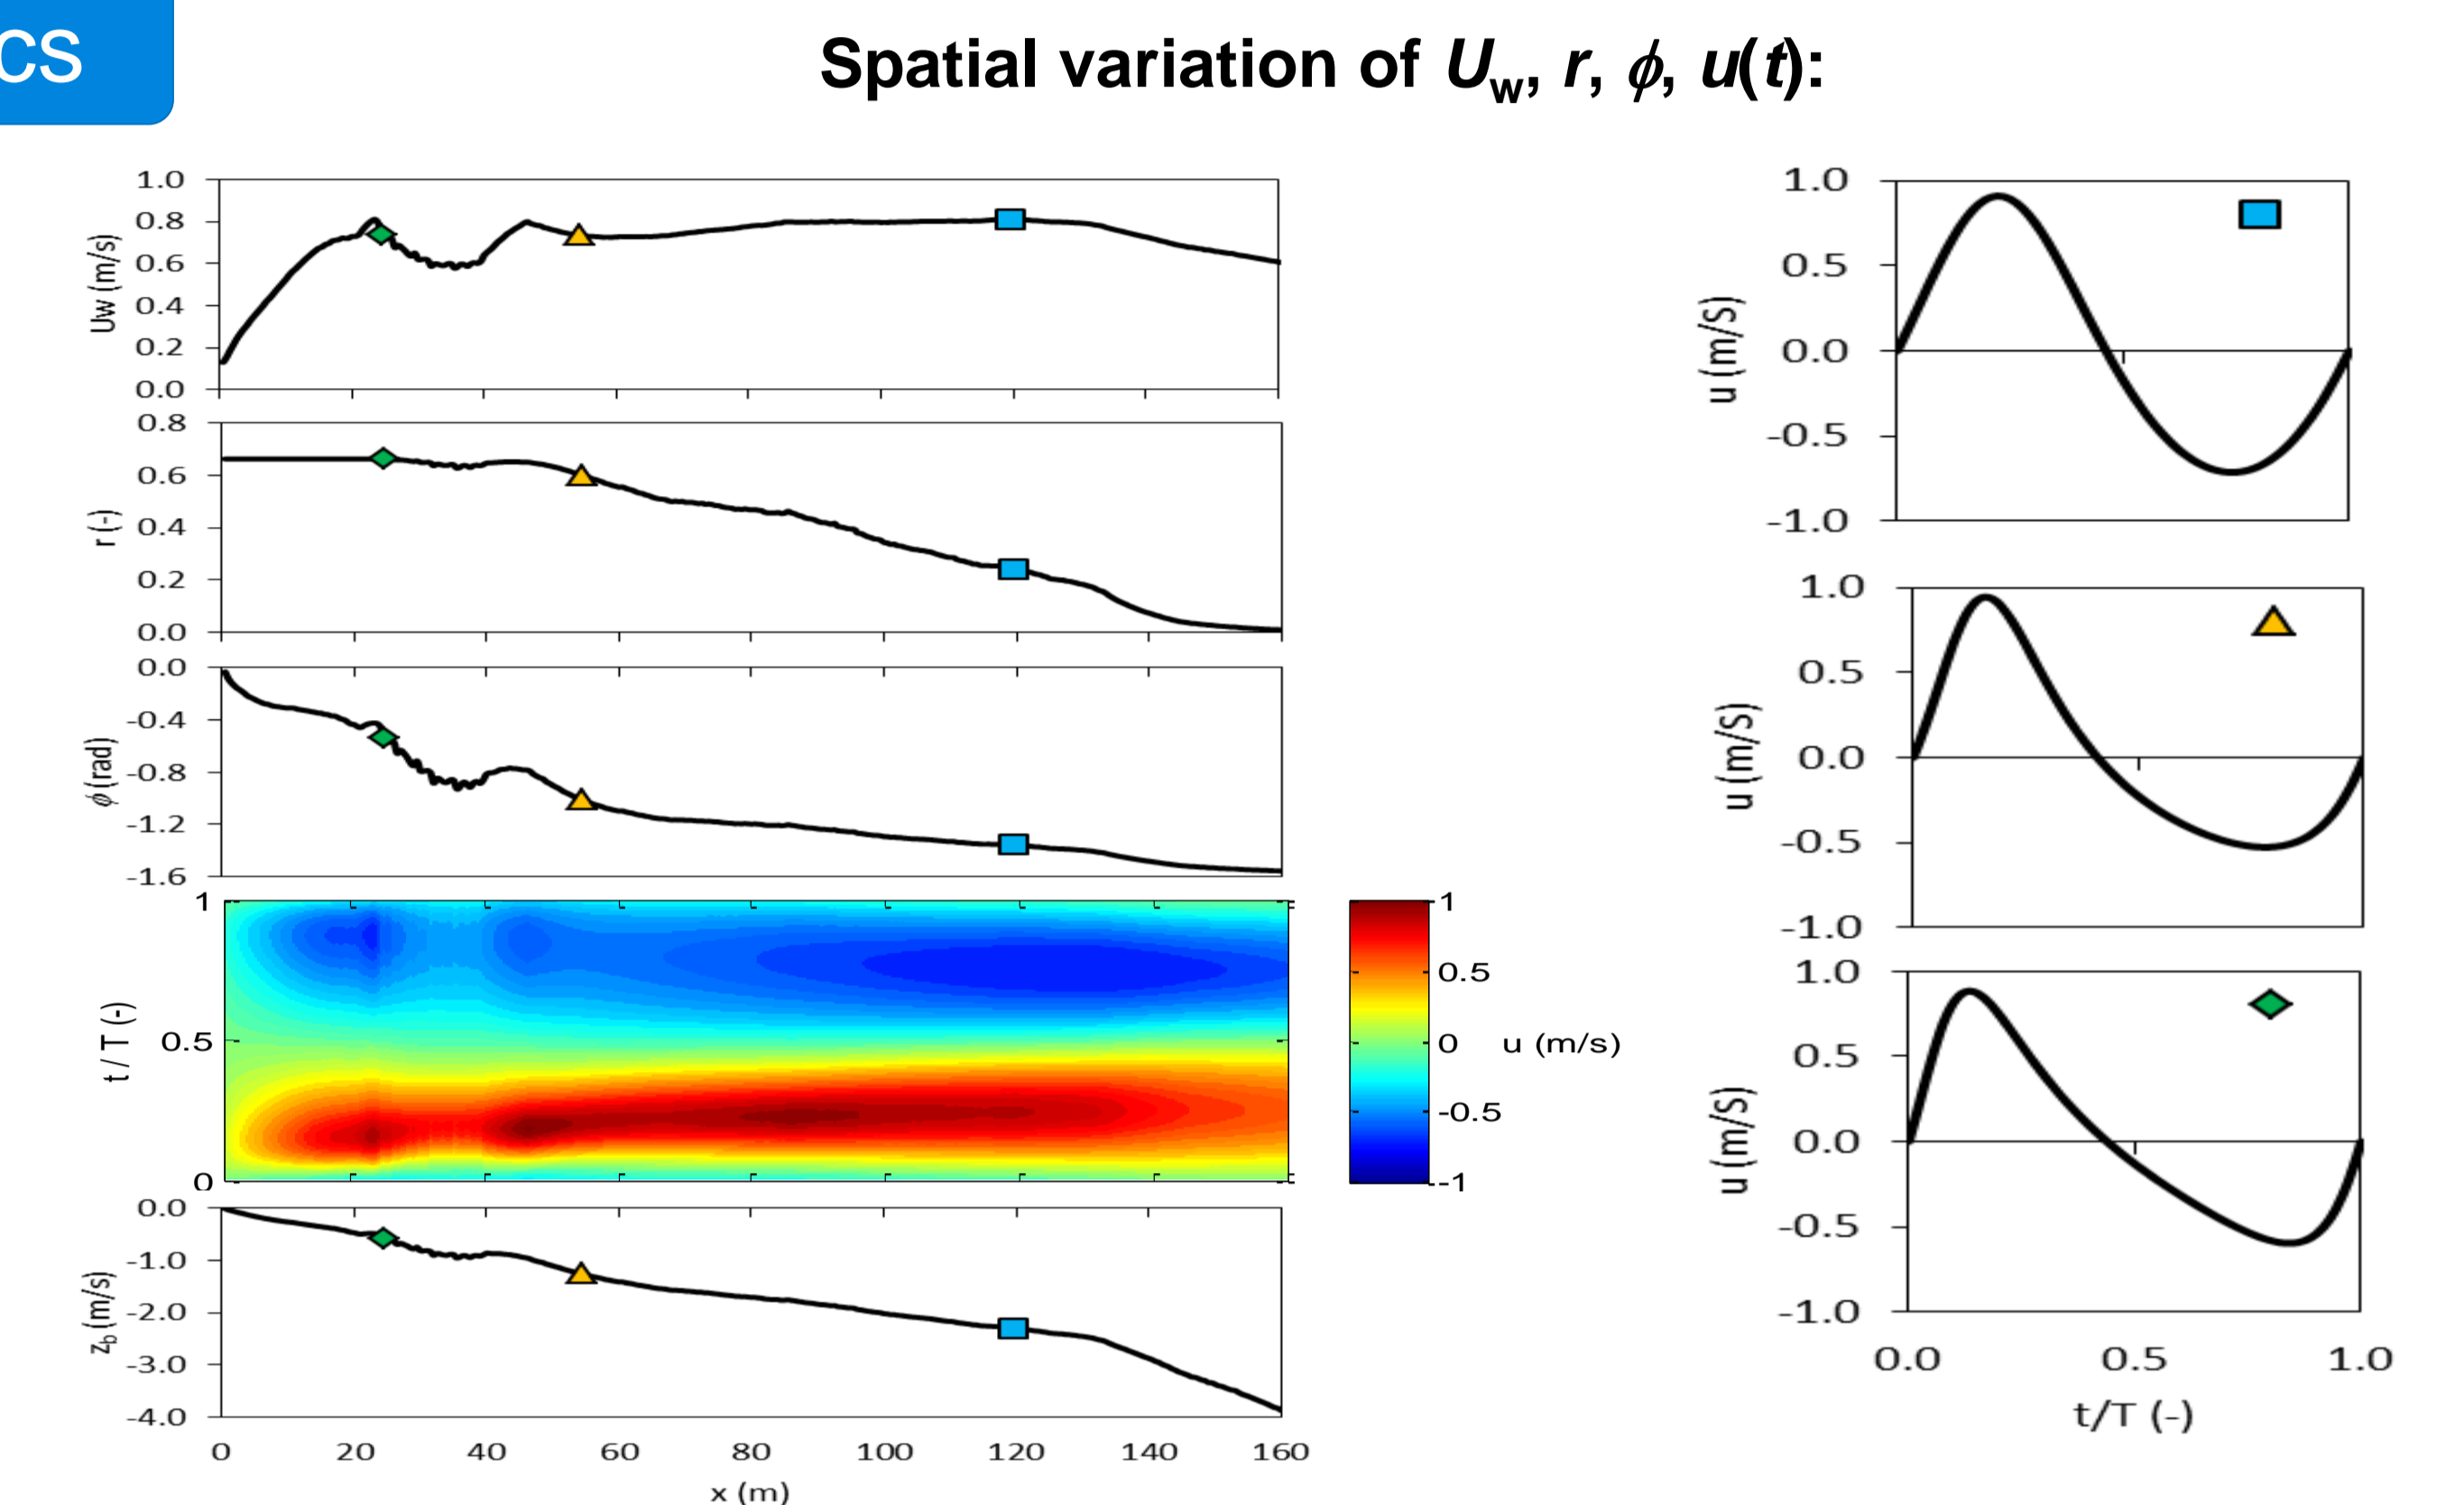 cs
Spatial variation of Uw, r, ϕ, u(t):
1.0
0.8
0.6
0.4
0.2
0.0
Uw (m/s)
0.8
0.6
0.4
0.2
0.0
r (-)
0.0
-0.4
-0.8
-1.2
-1.6
ϕ (rad)
1
0.5
0
t / T (-)
1
0.5
0
-0.5
-1
u (m/s)
0.0
-1.0
-2.0
-3.0
-4.0
zb (m/s)
0 20 40 60 80 100 120 140 160
x (m)
1.0
0.5
0.0
-0.5
-1.0
u (m/S)
1.0
0.5
0.0
-0.5
-1.0
u (m/S)
1.0
0.5
0.0
-0.5
-1.0
u (m/S)
0.0 0.5 1.0
t/T (-)